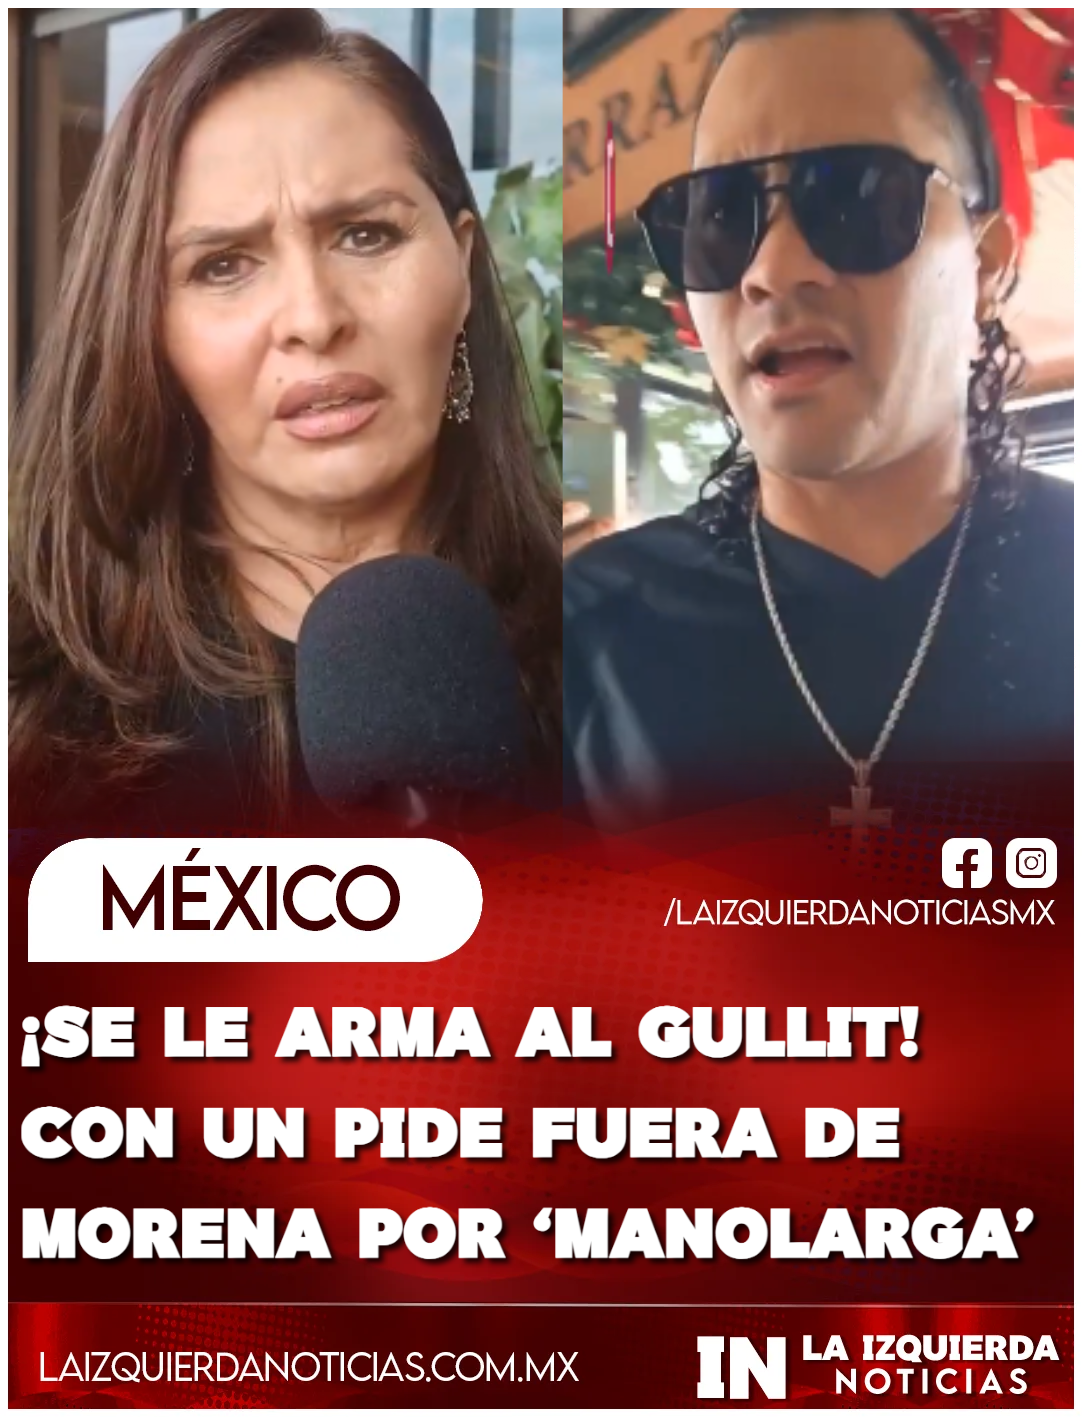 RRAZ
MÉXICO
/LAIZQUIERDANOTICIASMX
¡SE LE ARMA AL GULLIT!
CON UN PIDE FUERA DE
MORENA POR ‘MANOLARGA’
LAIZQUIERDANOTICIAS.COM.MX
IN LA IZQUIERDA
NOTICIAS